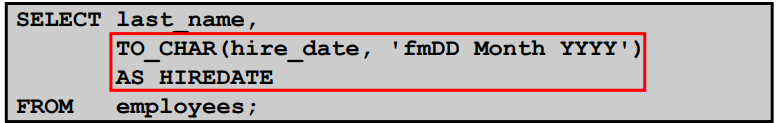 SELECT last_name,
TO_CHAR(hire_date, 'fmDD Month YYYY')
AS HIREDATE
FROM employees;